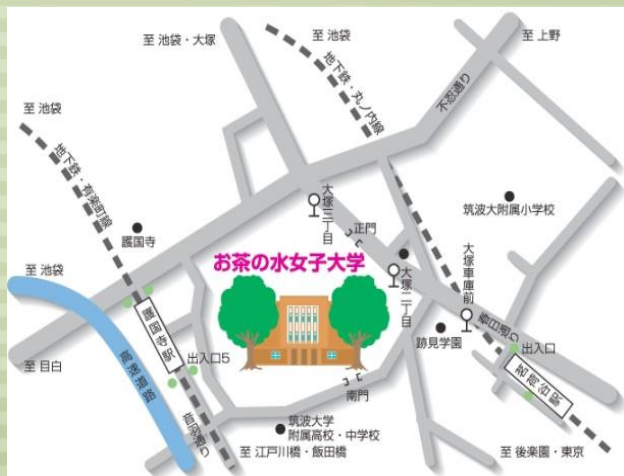 至 池袋・大塚
至 池袋
至 上野
地下鉄・丸ノ内線
不忍通り
至 池袋
地下鉄・有楽町線
護国寺
大塚三丁目
正門
筑波大附属小学校
お茶の水女子大学
至 池袋
大塚二丁目
大塚車庫前
春日通り
跡見学園
護国寺駅
至 目白
高速道路
出入口5
出入口
茗荷谷駅
南門
音羽通り
筑波大学
附属高校・中学校
至 江戸川橋・飯田橋
至 後楽園・東京